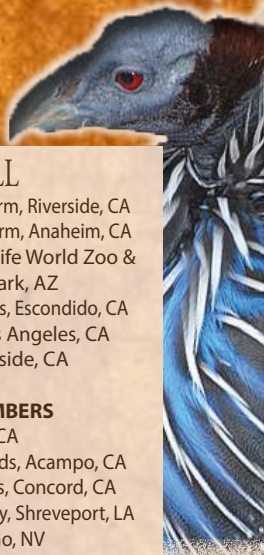 LL
rm, Riverside, CA
rm, Anaheim, CA
ife World Zoo &
ark, AZ
s, Escondido, CA
s Angeles, CA
side, CA
MBERS
CA
ds, Acampo, CA
s, Concord, CA
y, Shreveport, LA
no, NV